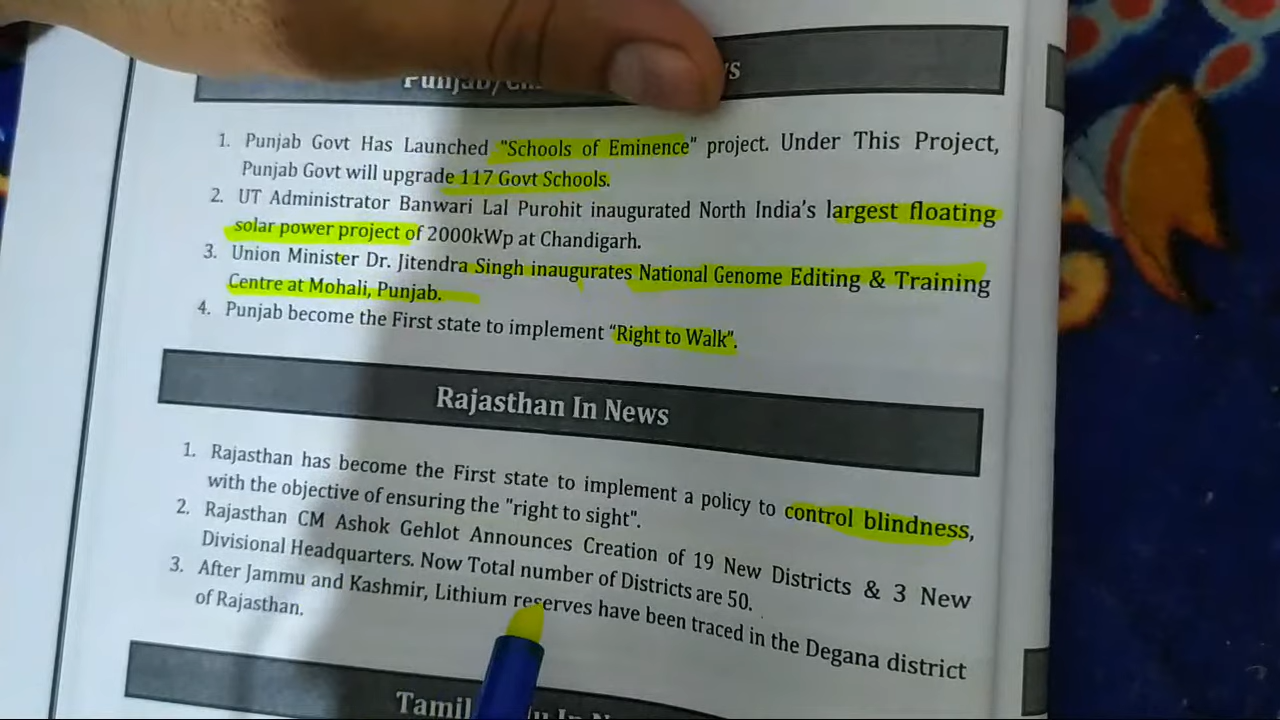 Punjab/
1. Punjab Govt Has Launched "Schools of Eminence" project. Under This Project,
Punjab Govt will upgrade 117 Govt Schools.
2. UT Administrator Banwari Lal Purohit inaugurated North India's largest floating
solar power project of 2000kWp at Chandigarh.
3. Union Minister Dr. Jitendra Singh inaugurates National Genome Editing & Training
Centre at Mohali, Punjab.
4. Punjab become the First state to implement "Right to Walk".
Rajasthan In News
1. Rajasthan has become the First state to implement a policy to control blindness,
with the objective of ensuring the "right to sight".
2. Rajasthan CM Ashok Gehlot Announces Creation of 19 New Districts & 3 New
Divisional Headquarters. Now Total number of Districts are 50.
3. After Jammu and Kashmir, Lithium reserves have been traced in the Degana district
of Rajasthan.
Tamil In